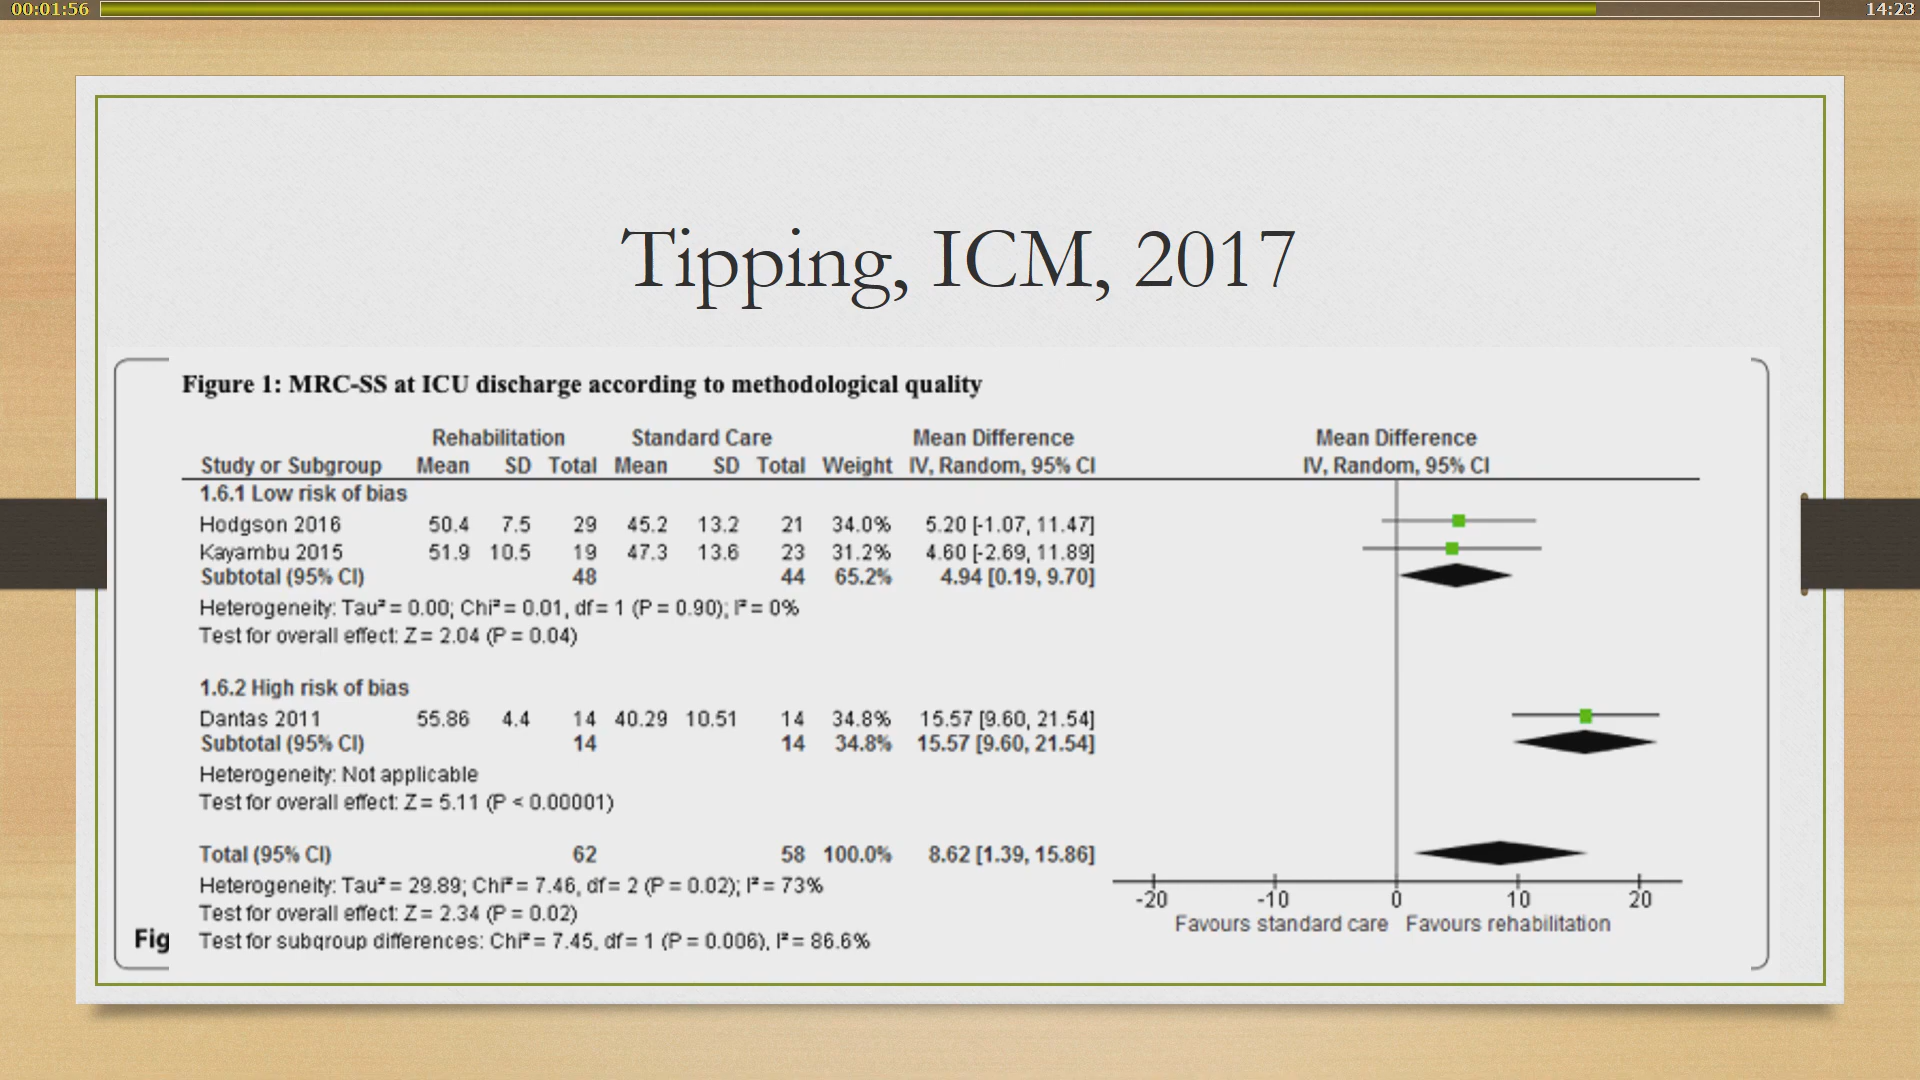 00:01:56 14:23
Tipping, ICM, 2017
Figure 1: MRC-SS at ICU discharge according to methodological quality
Rehabilitation Standard Care Mean Difference Mean Difference
Study or Subgroup Mean SD Total Mean SD Total Weight IV, Random, 95% CI IV, Random, 95% CI
1.6.1 Low risk of bias
Hodgson 2016 50.4 7.5 29 45.2 13.2 21 34.0% 5.20 [-1.07, 11.47]
Kayambu 2015 51.9 10.5 19 47.3 13.6 23 31.2% 4.60 [-2.69, 11.89]
Subtotal (95% CI) 48 44 65.2% 4.94 [0.19, 9.70]
Heterogeneity: Tau² = 0.00; Chi² = 0.01, df = 1 (P = 0.90); I² = 0%
Test for overall effect: Z = 2.04 (P = 0.04)
1.6.2 High risk of bias
Dantas 2011 55.86 4.4 14 40.29 10.51 14 34.8% 15.57 [9.60, 21.54]
Subtotal (95% CI) 14 14 34.8% 15.57 [9.60, 21.54]
Heterogeneity: Not applicable
Test for overall effect: Z = 5.11 (P < 0.00001)
Total (95% CI) 62 58 100.0% 8.62 [1.39, 15.86]
Heterogeneity: Tau² = 29.89; Chi² = 7.46, df = 2 (P = 0.02); I² = 73%
Test for overall effect: Z = 2.34 (P = 0.02)
Test for subgroup differences: Chi² = 7.45, df = 1 (P = 0.006), I² = 86.6%
-20 -10 0 10 20
Favours standard care Favours rehabilitation
Fig